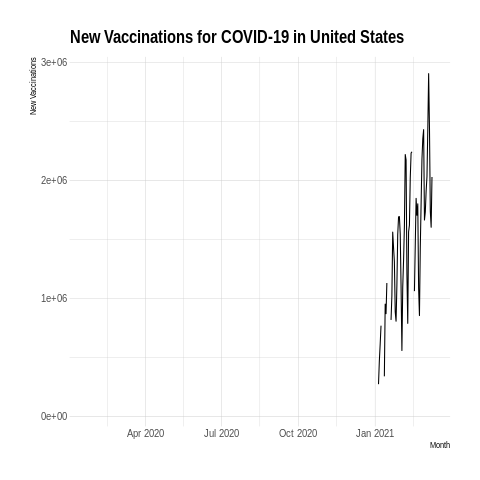 New Vaccinations for COVID-19 in United States
New Vaccinations
3e+06
2e+06
1e+06
0e+00
Apr 2020 Jul 2020 Oct 2020 Jan 2021
Month